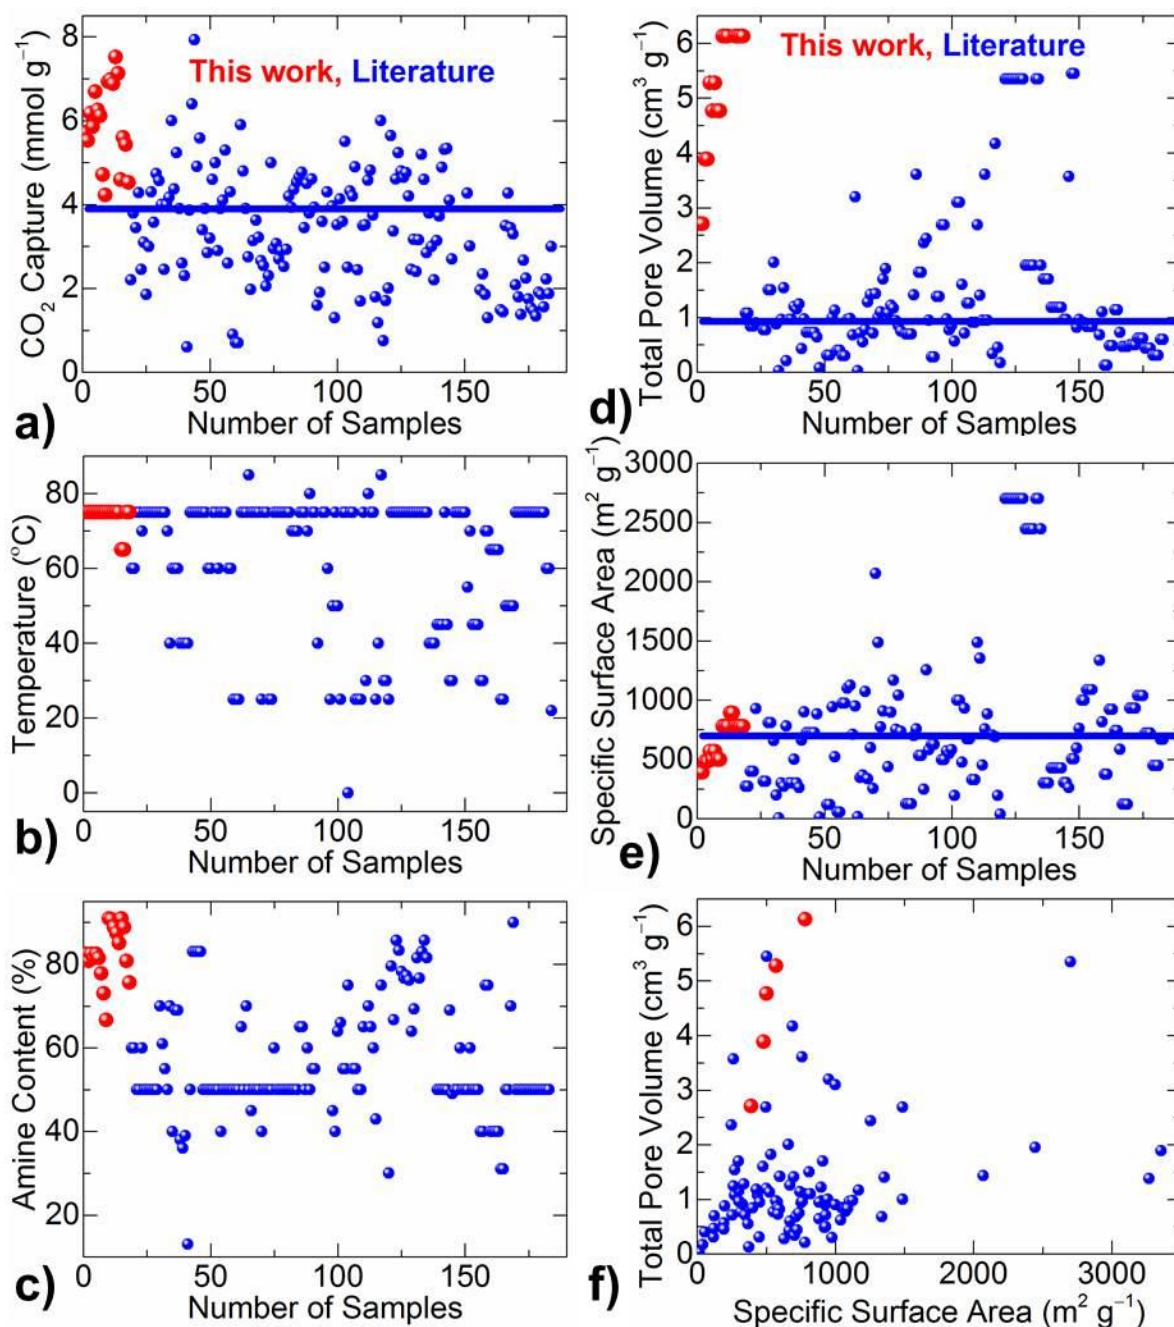 8
6
4
2
0
CO₂ Capture (mmol g⁻¹)
This work, Literature
0 50 100 150
Number of Samples
a)
6
5
4
3
2
1
0
Total Pore Volume (cm³ g⁻¹)
This work, Literature
0 50 100 150
Number of Samples
d)
80
60
40
20
0
Temperature (°C)
0 50 100 150
Number of Samples
b)
3000
2500
2000
1500
1000
500
0
Specific Surface Area (m² g⁻¹)
0 50 100 150
Number of Samples
e)
80
60
40
20
Amine Content (%)
0 50 100 150
Number of Samples
c)
6
5
4
3
2
1
0
Total Pore Volume (cm³ g⁻¹)
0 1000 2000 3000
Specific Surface Area (m² g⁻¹)
f)